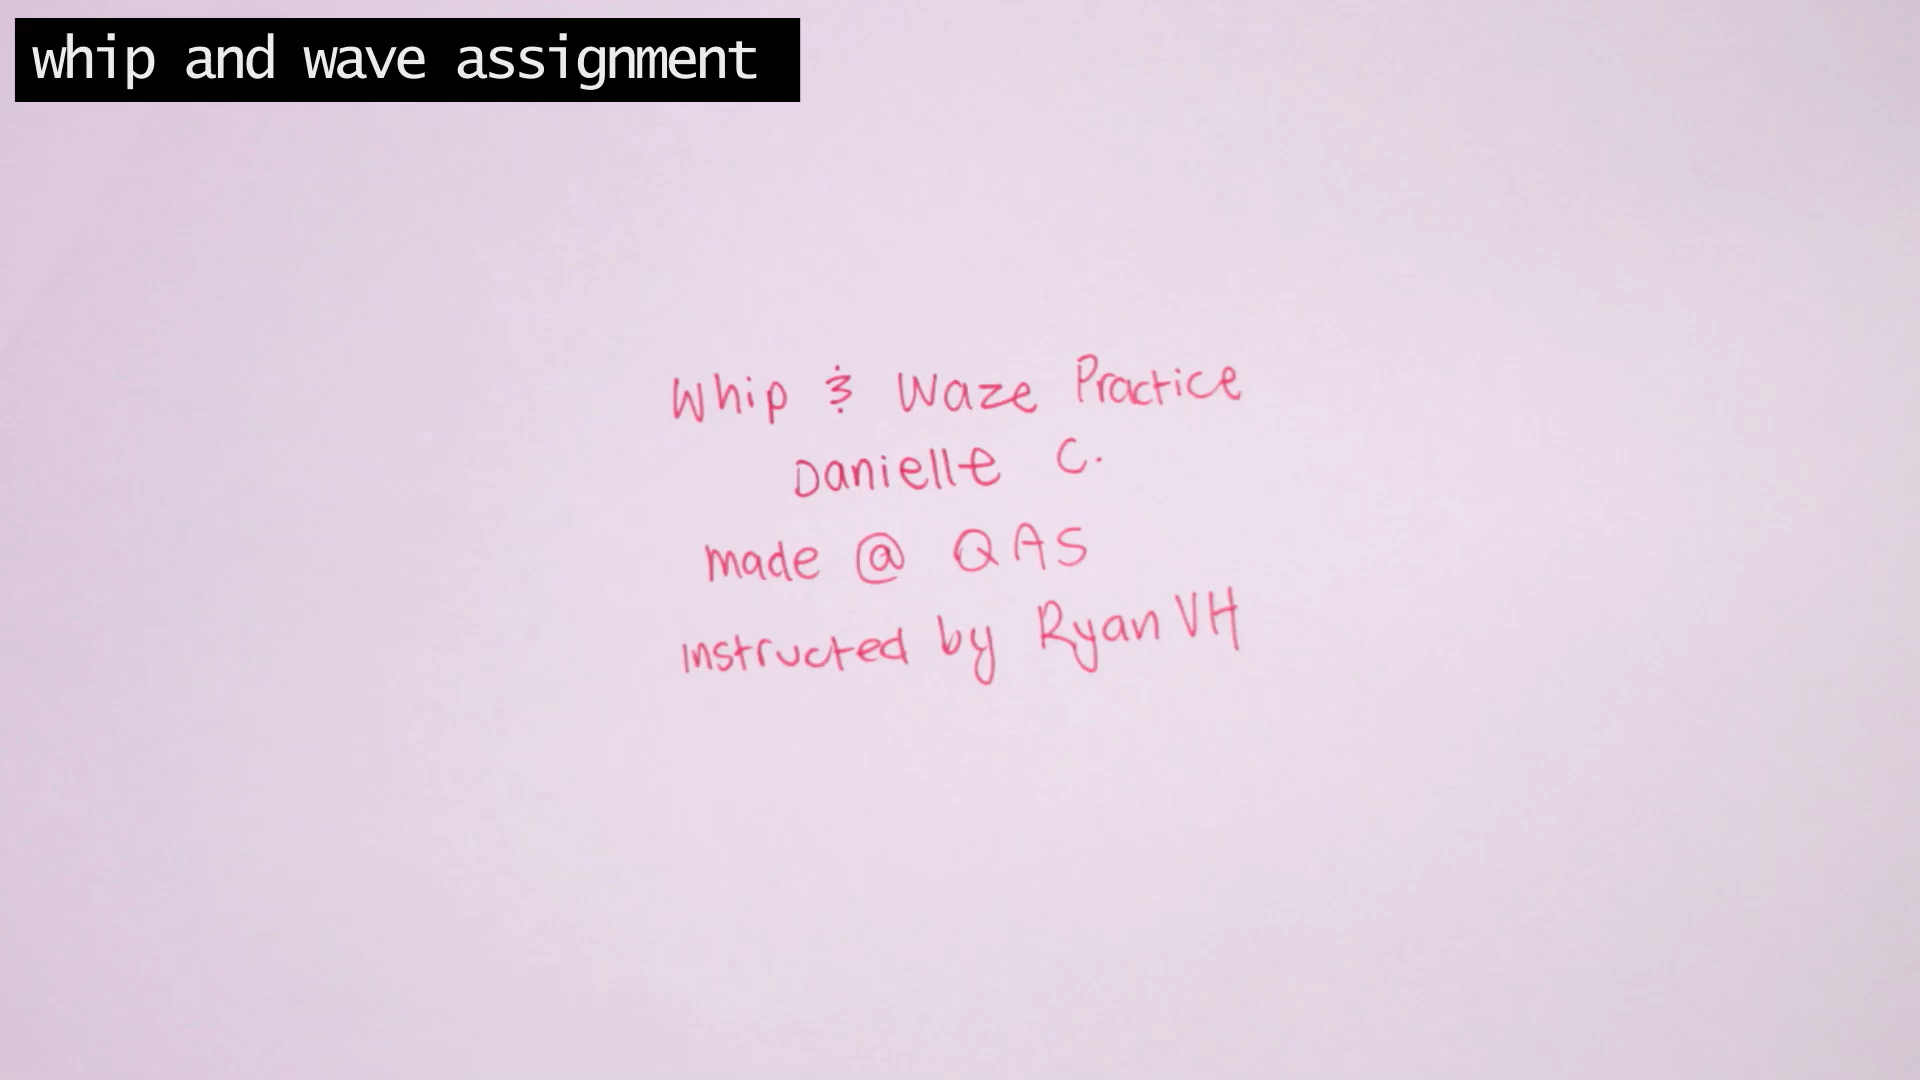 whip and wave assignment
Whip & Waze Practice
Danielle C.
made @ QAS
instructed by Ryan VH